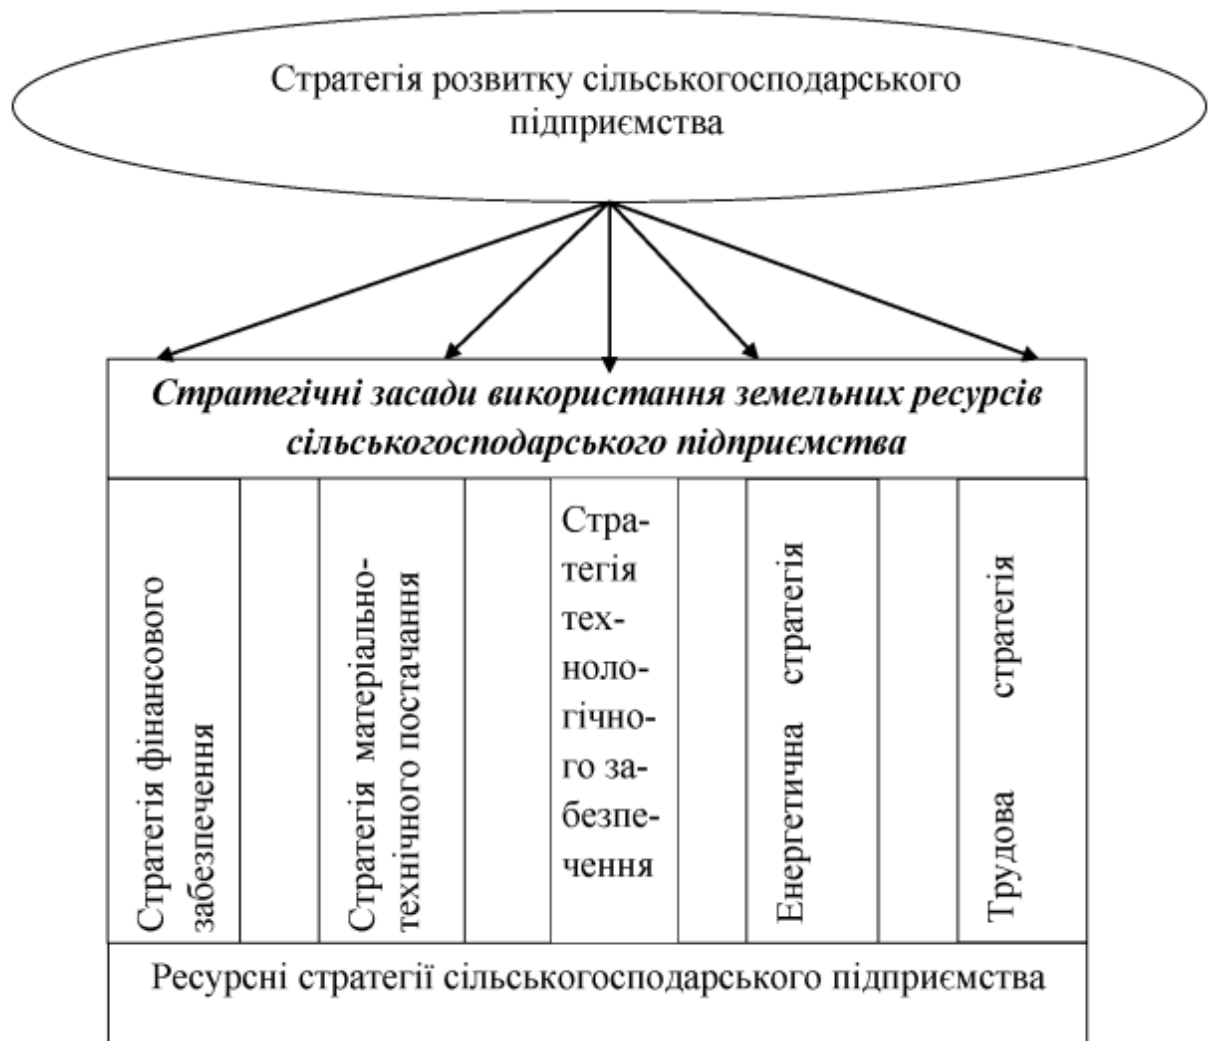 Стратегія розвитку сільськогосподарського
підприємства
Стратегічні засади використання земельних ресурсів
сільськогосподарського підприємства
Стратегія фінансового
забезпечення
Стратегія матеріально-
технічного постачання
Стра-
тегія
тех-
ноло-
гічно-
го за-
безпе-
чення
Енергетична стратегія
Трудова стратегія
Ресурсні стратегії сільськогосподарського підприємства